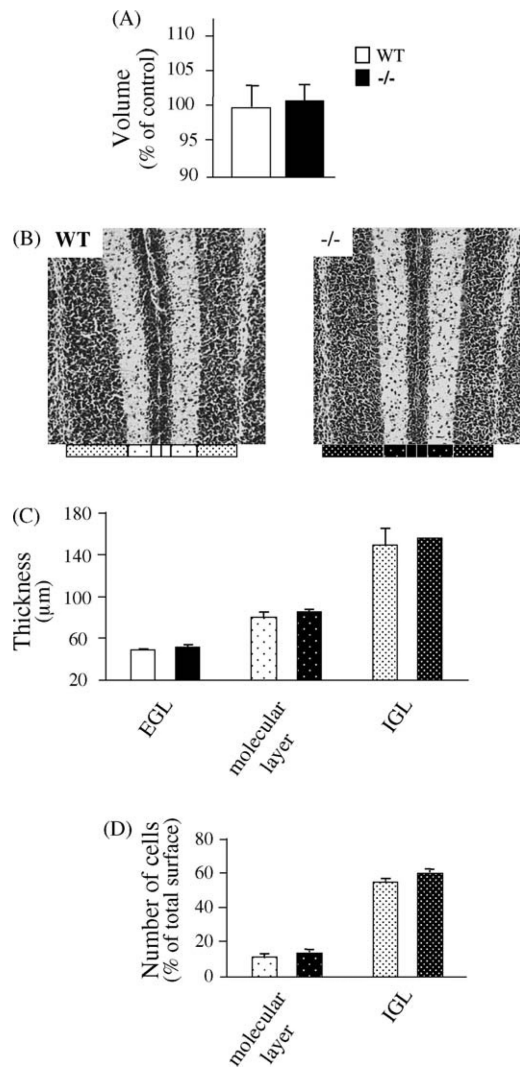 (A)
110
105
100
95
90
Volume
(% of control)
WT
-/-
(B)
WT
-/-
(C)
180
140
100
60
20
Thickness
(µm)
EGL
molecular
layer
IGL
(D)
80
60
40
20
0
Number of cells
(% of total surface)
molecular
layer
IGL